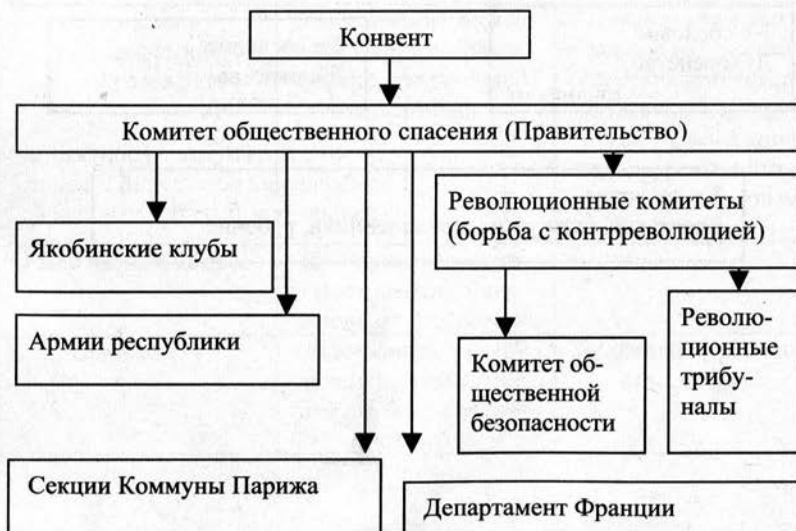 Конвент
Комитет общественного спасения (Правительство)
Якобинские клубы
Революционные комитеты
(борьба с контрреволюцией)
Армии республики
Комитет об-
щественной
безопасности
Револю-
ционные
трибу-
налы
Секции Коммуны Парижа
Департамент Франции